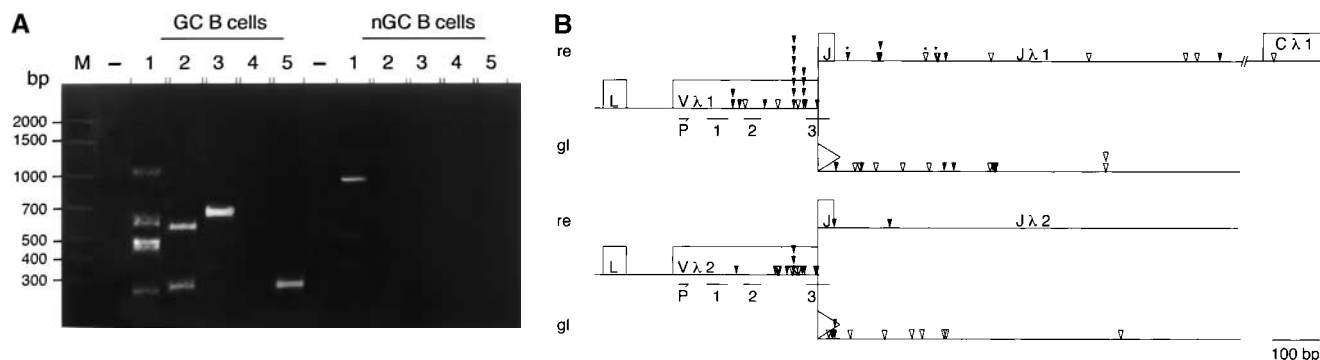 A
GC B cells nGC B cells
bp M – 1 2 3 4 5 – 1 2 3 4 5
2000
1500
1000
700
500
400
300
B
re
J Jλ1 Cλ1
L Vλ1
P 1 2 3
gl
re
J Jλ2
L Vλ2
P 1 2 3
gl
100 bp